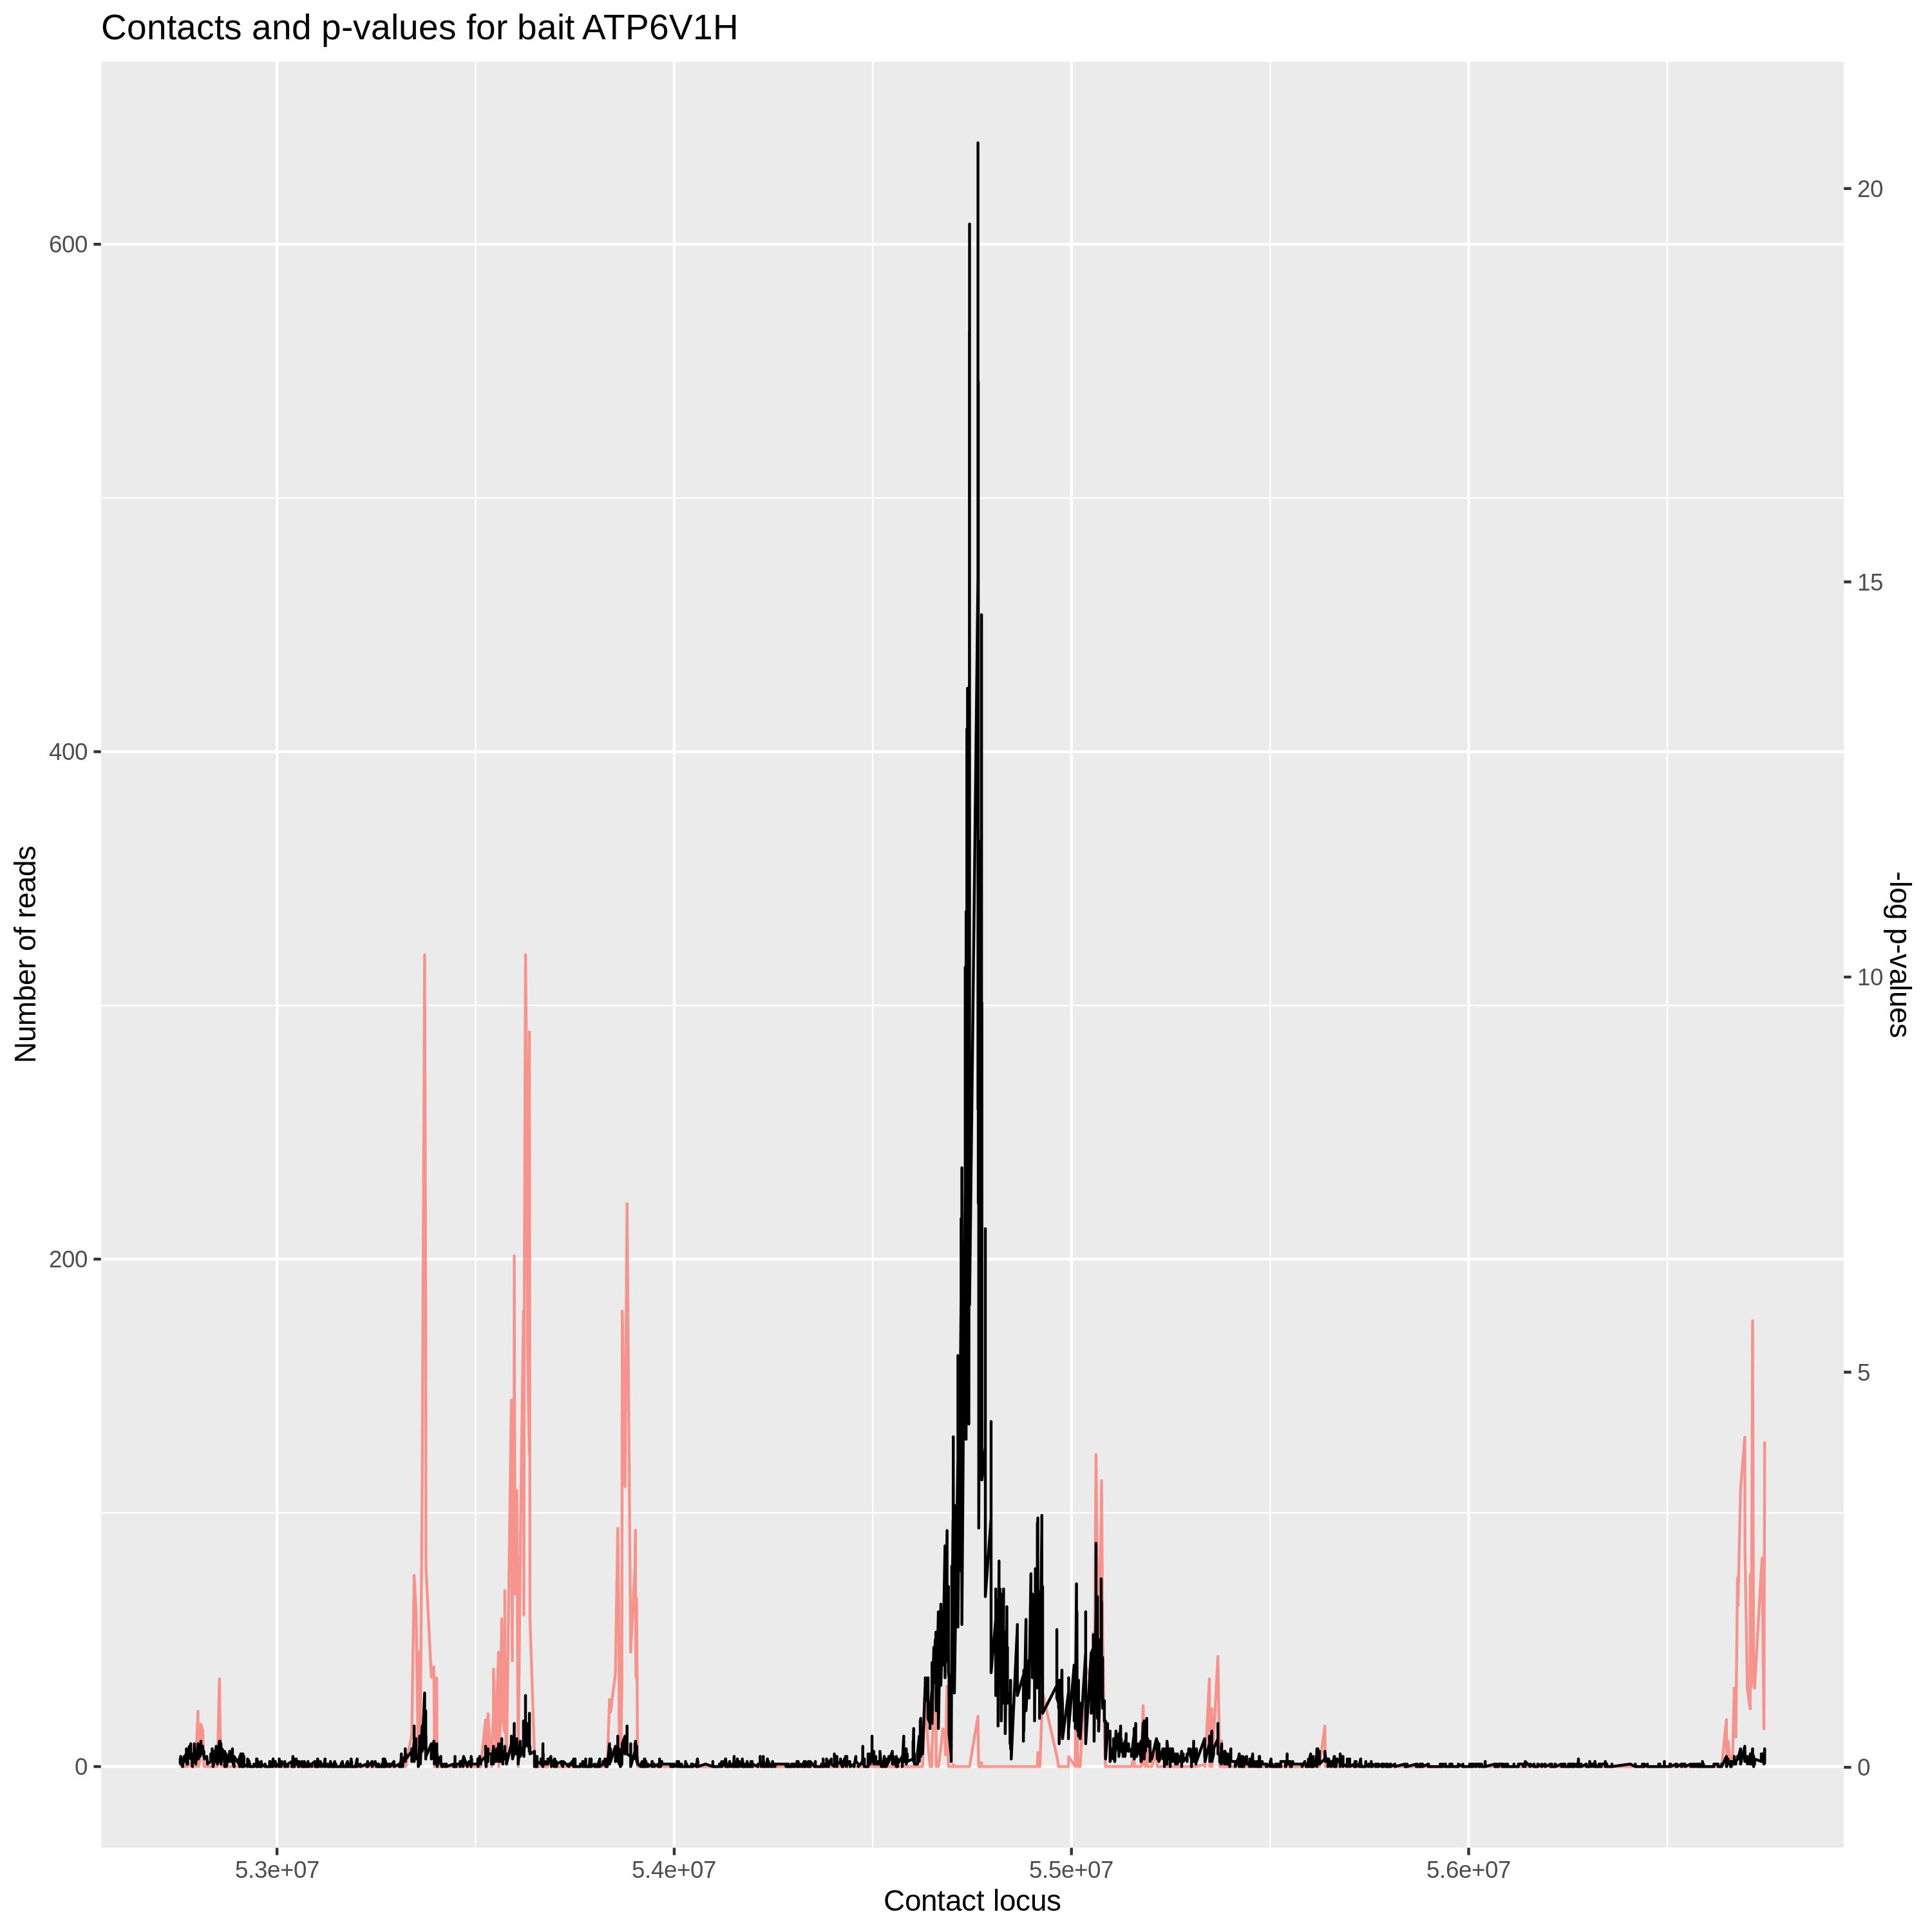 Contacts and p-values for bait ATP6V1H
600
400
200
0
20
15
10
5
0
Number of reads
-log p-values
5.3e+07
5.4e+07
5.5e+07
5.6e+07
Contact locus